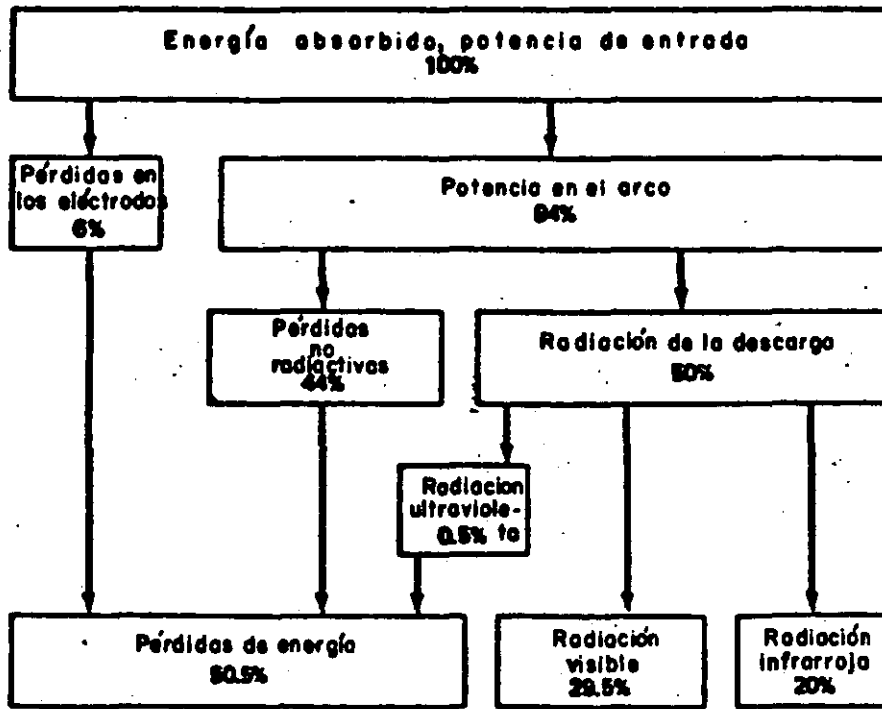 Energía absorbido, potencia de entrada
100%
Pérdidas en
los eléctrodos
6%
Potencia en el arco
94%
Pérdidas
no
radiactivas
44%
Radiación de la descarga
50%
Radiacion
ultraviole-
0.5% ta
Pérdidas de energía
50.5%
Radiación
visible
29.5%
Radiación
infrarroja
20%